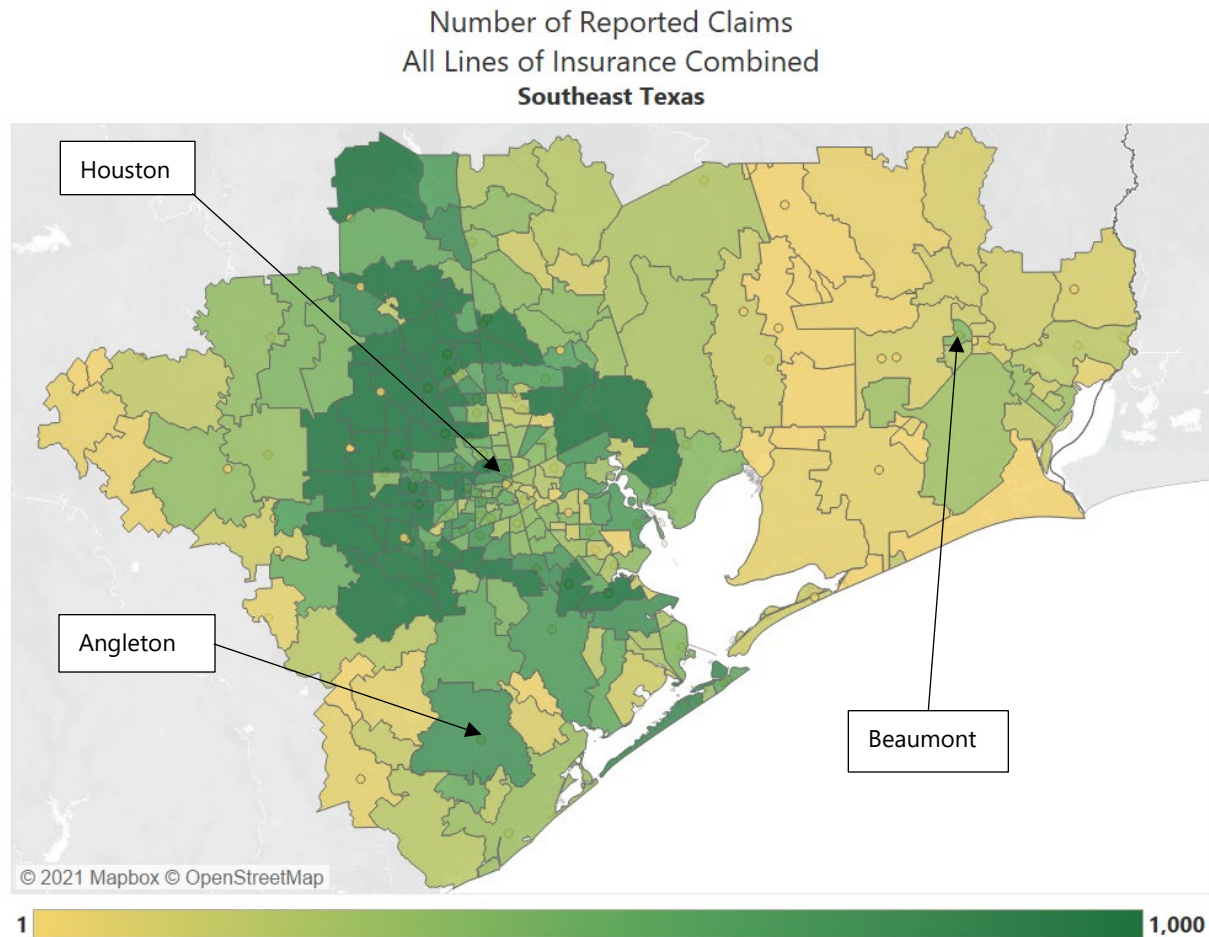 Number of Reported Claims
All Lines of Insurance Combined
Southeast Texas
Houston
Angleton
Beaumont
© 2021 Mapbox © OpenStreetMap
1
1,000